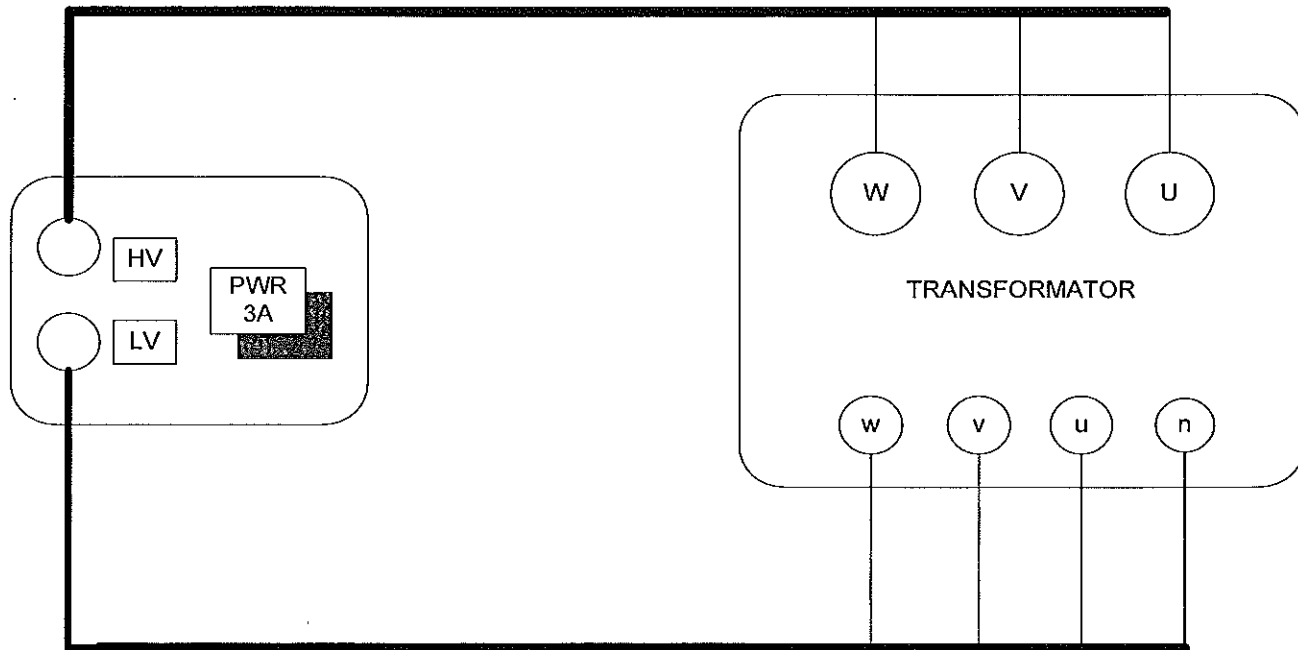 W V U
HV
PWR
3A
TRANSFORMATOR
LV
w v u n